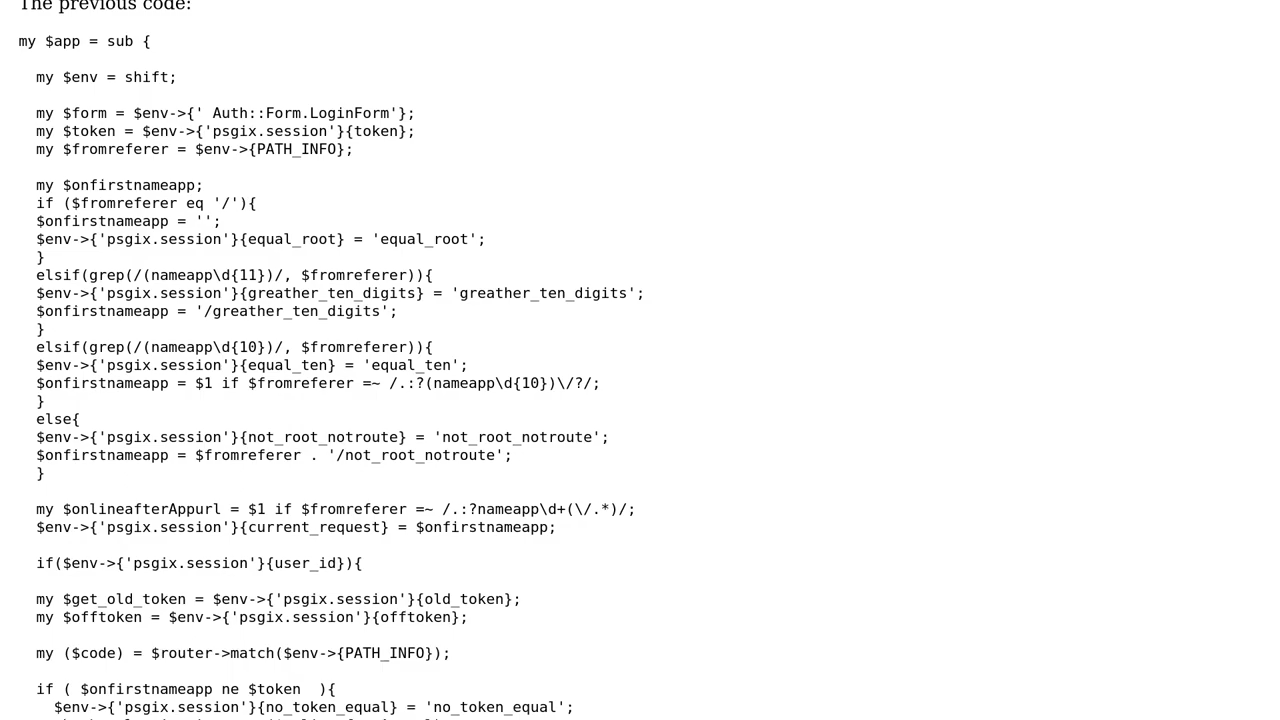 The previous code:
my $app = sub {
my $env = shift;
my $form = $env->{' Auth::Form.LoginForm'};
my $token = $env->{'psgix.session'}{token};
my $fromreferer = $env->{PATH_INFO};
my $onfirstnameapp;
if ($fromreferer eq '/'){
$onfirstnameapp = '';
$env->{'psgix.session'}{equal_root} = 'equal_root';
}
elsif(grep(/(nameapp\d{11})/, $fromreferer)){
$env->{'psgix.session'}{greather_ten_digits} = 'greather_ten_digits';
$onfirstnameapp = '/greather_ten_digits';
}
elsif(grep(/(nameapp\d{10})/, $fromreferer)){
$env->{'psgix.session'}{equal_ten} = 'equal_ten';
$onfirstnameapp = $1 if $fromreferer =~ /.:?(nameapp\d{10})\/?/;
}
else{
$env->{'psgix.session'}{not_root_notroute} = 'not_root_notroute';
$onfirstnameapp = $fromreferer . '/not_root_notroute';
}
my $onlineafterAppurl = $1 if $fromreferer =~ /.:?nameapp\d+(\/.*)/;
$env->{'psgix.session'}{current_request} = $onfirstnameapp;
if($env->{'psgix.session'}{user_id}){
my $get_old_token = $env->{'psgix.session'}{old_token};
my $offtoken = $env->{'psgix.session'}{offtoken};
my ($code) = $router->match($env->{PATH_INFO});
if ( $onfirstnameapp ne $token  ){
$env->{'psgix.session'}{no_token_equal} = 'no_token_equal';